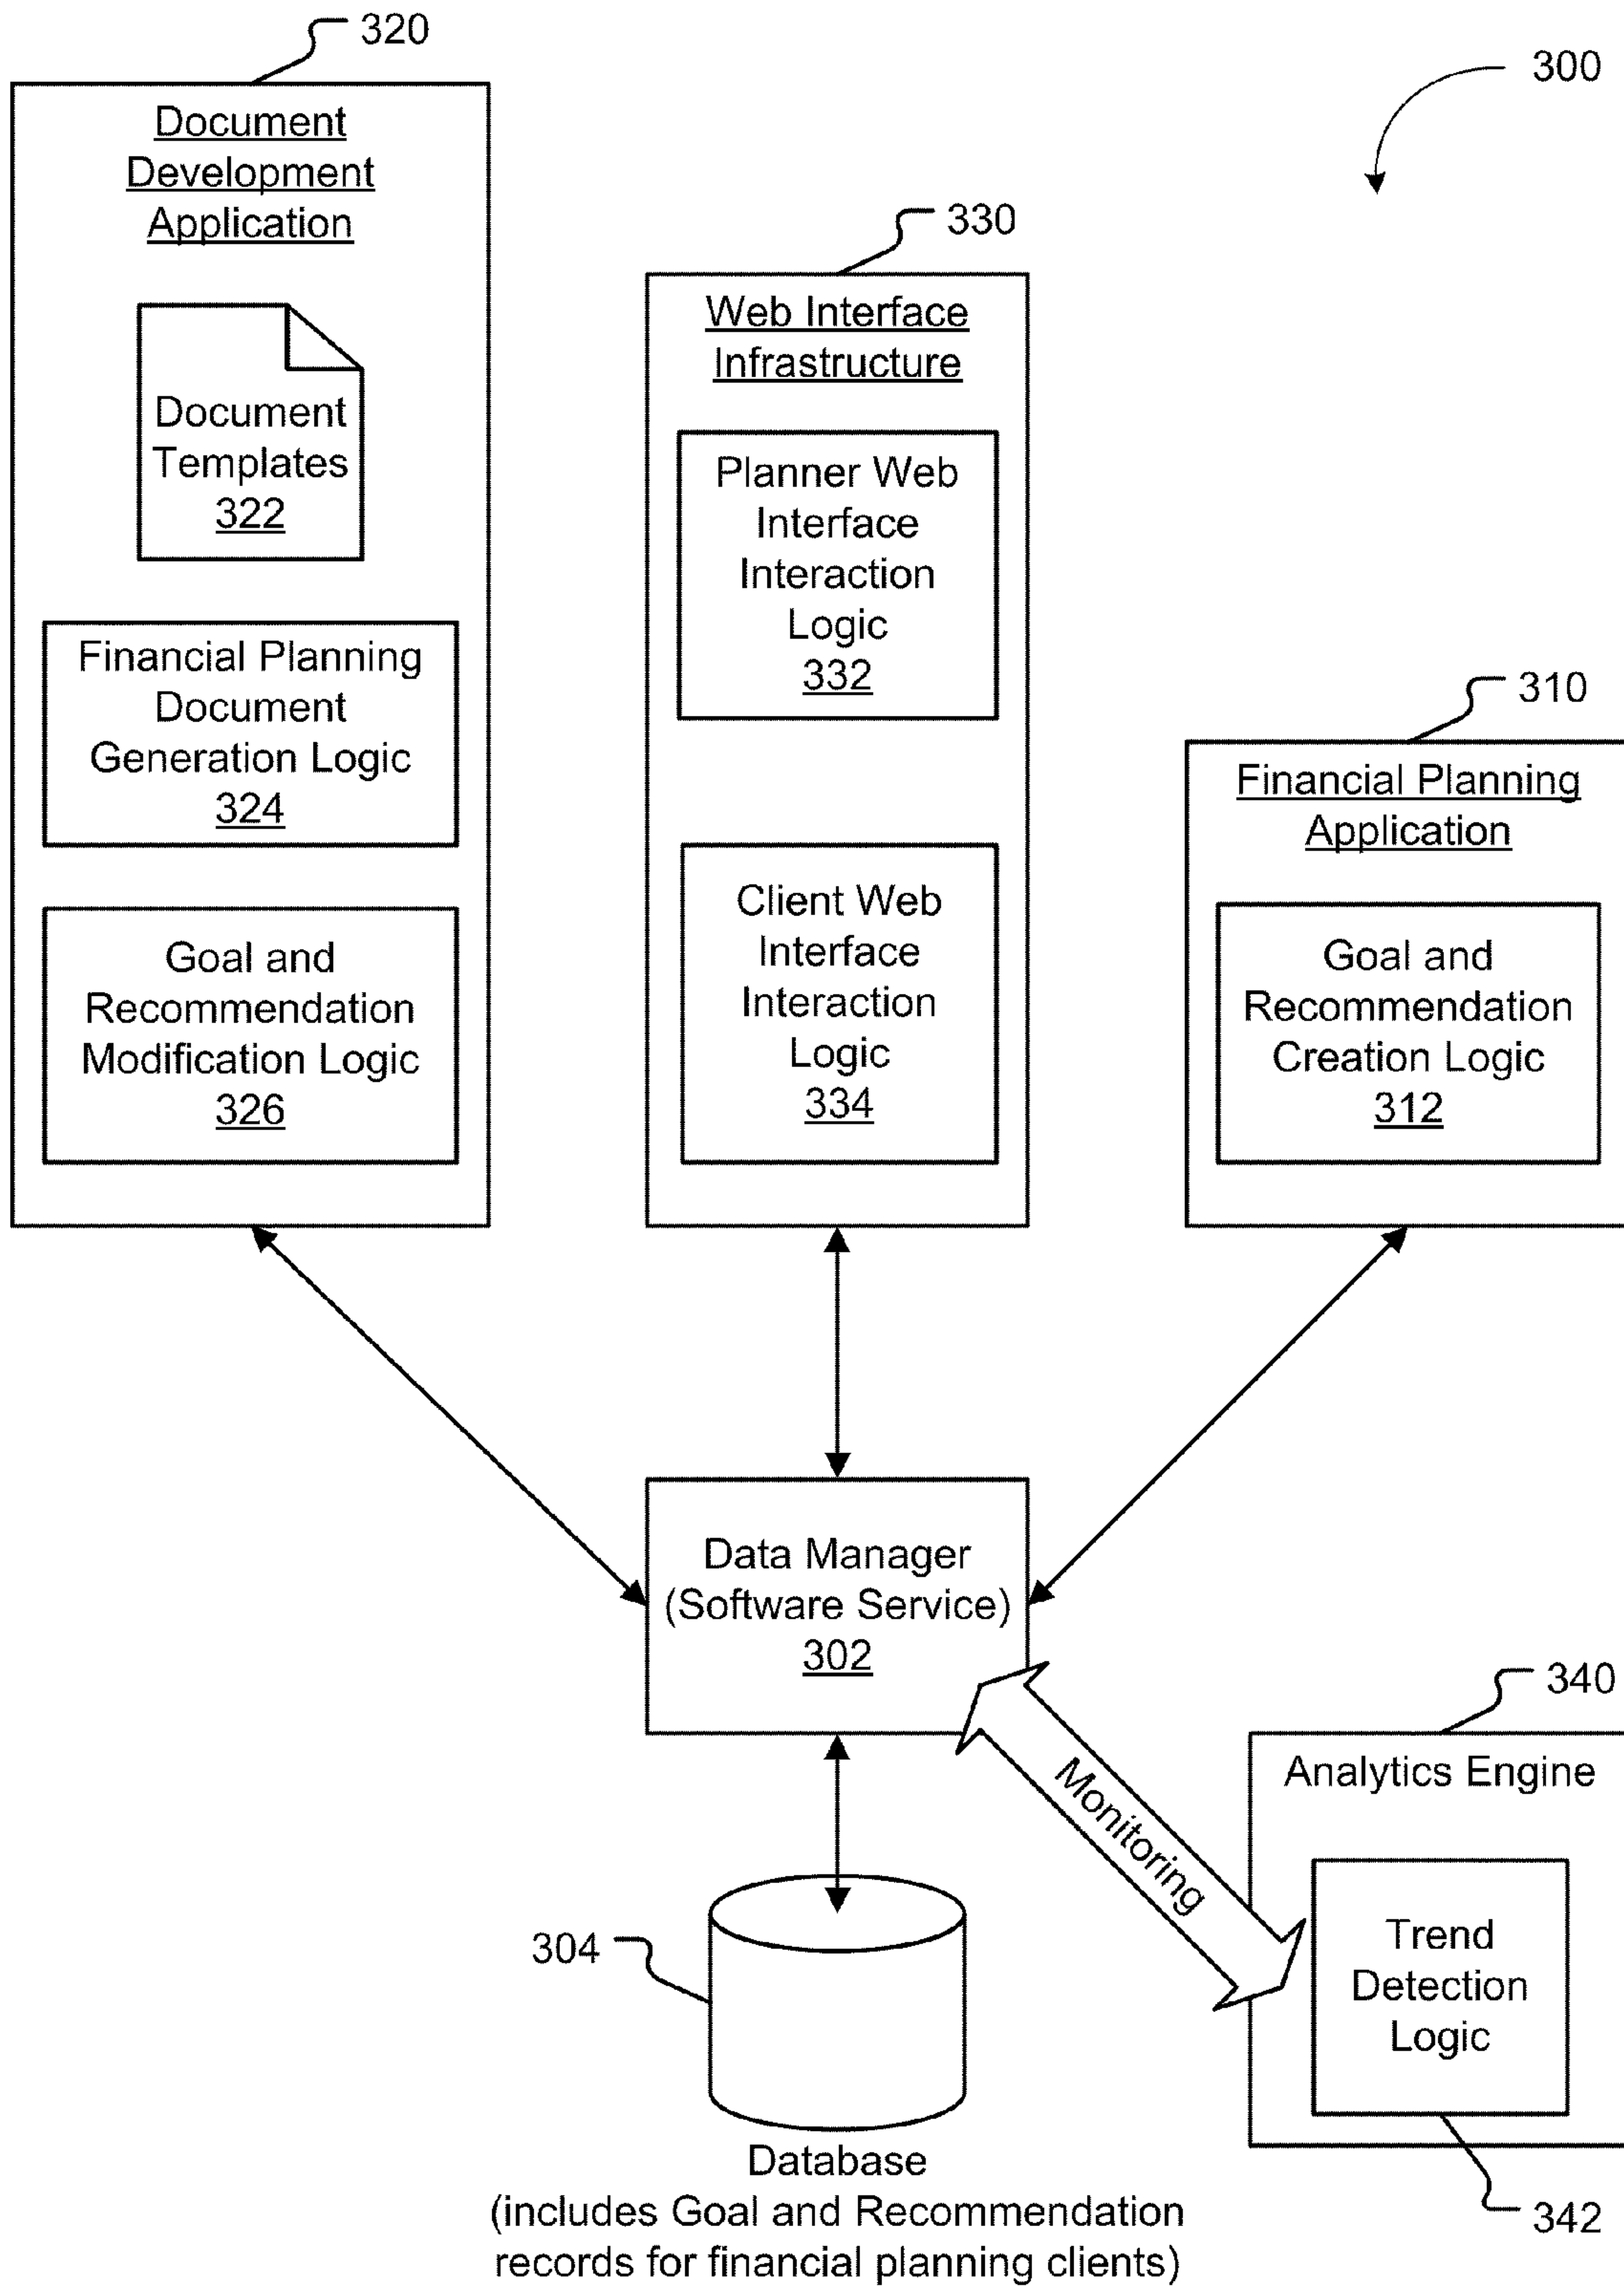 320
300
Document
Development
Application
Document
Templates
322
Financial Planning
Document
Generation Logic
324
Goal and
Recommendation
Modification Logic
326
330
Web Interface
Infrastructure
Planner Web
Interface
Interaction
Logic
332
Client Web
Interface
Interaction
Logic
334
310
Financial Planning
Application
Goal and
Recommendation
Creation Logic
312
Data Manager
(Software Service)
302
Monitoring
340
Analytics Engine
Trend
Detection
Logic
342
304
Database
(includes Goal and Recommendation
records for financial planning clients)